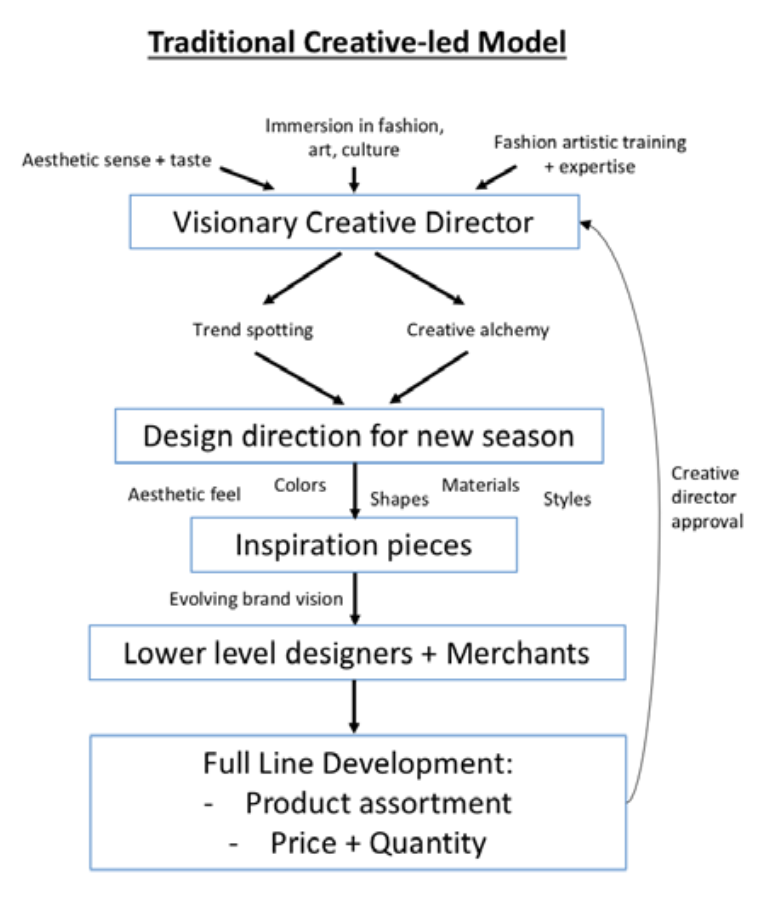 Traditional Creative-led Model
Immersion in fashion,
art, culture
Aesthetic sense + taste
Fashion artistic training
+ expertise
Visionary Creative Director
Trend spotting
Creative alchemy
Design direction for new season
Aesthetic feel
Colors
Shapes
Materials
Styles
Inspiration pieces
Evolving brand vision
Lower level designers + Merchants
Full Line Development:
- Product assortment
- Price + Quantity
Creative
director
approval